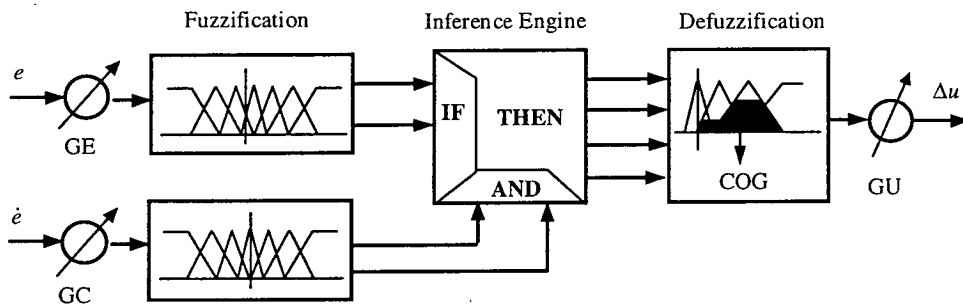 Fuzzification
Inference Engine
Defuzzification
e
GE
IF
THEN
AND
COG
Δu
GU
ė
GC